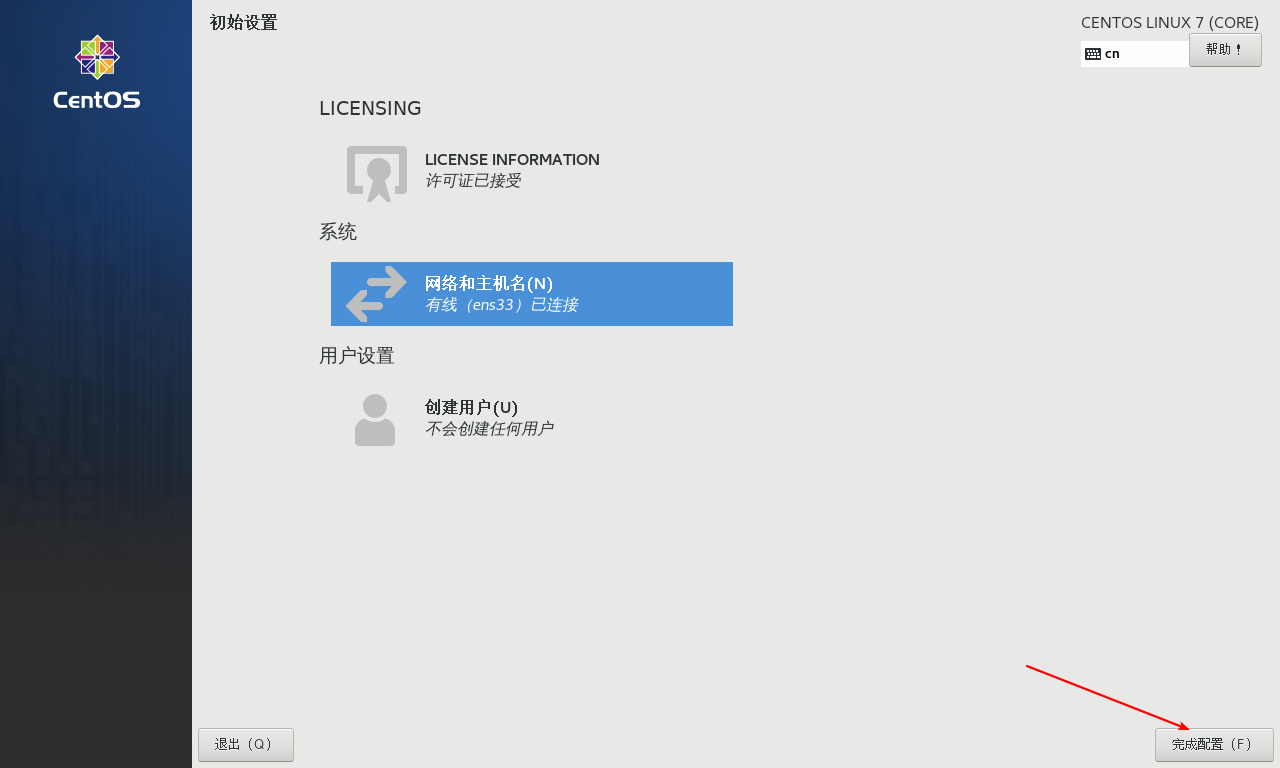 CentOS
初始设置
CENTOS LINUX 7 (CORE)
cn
帮助！
LICENSING
LICENSE INFORMATION
许可证已接受
系统
网络和主机名(N)
有线（ens33）已连接
用户设置
创建用户(U)
不会创建任何用户
退出（Q）
完成配置（F）